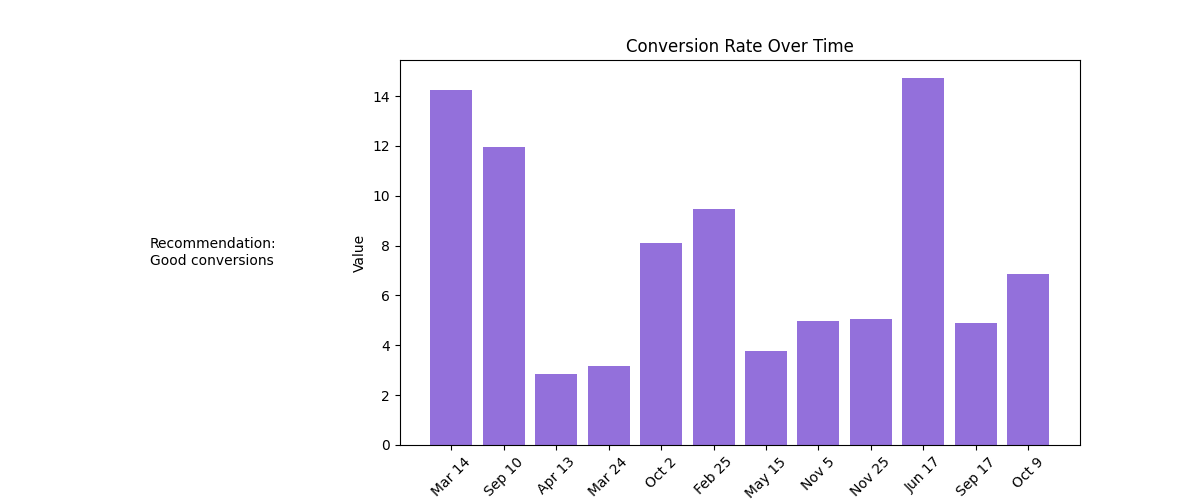 Conversion Rate Over Time
Recommendation:
Good conversions
Value
14
12
10
8
6
4
2
0
Mar 14
Sep 10
Apr 13
Mar 24
Oct 2
Feb 25
May 15
Nov 5
Nov 25
Jun 17
Sep 17
Oct 9